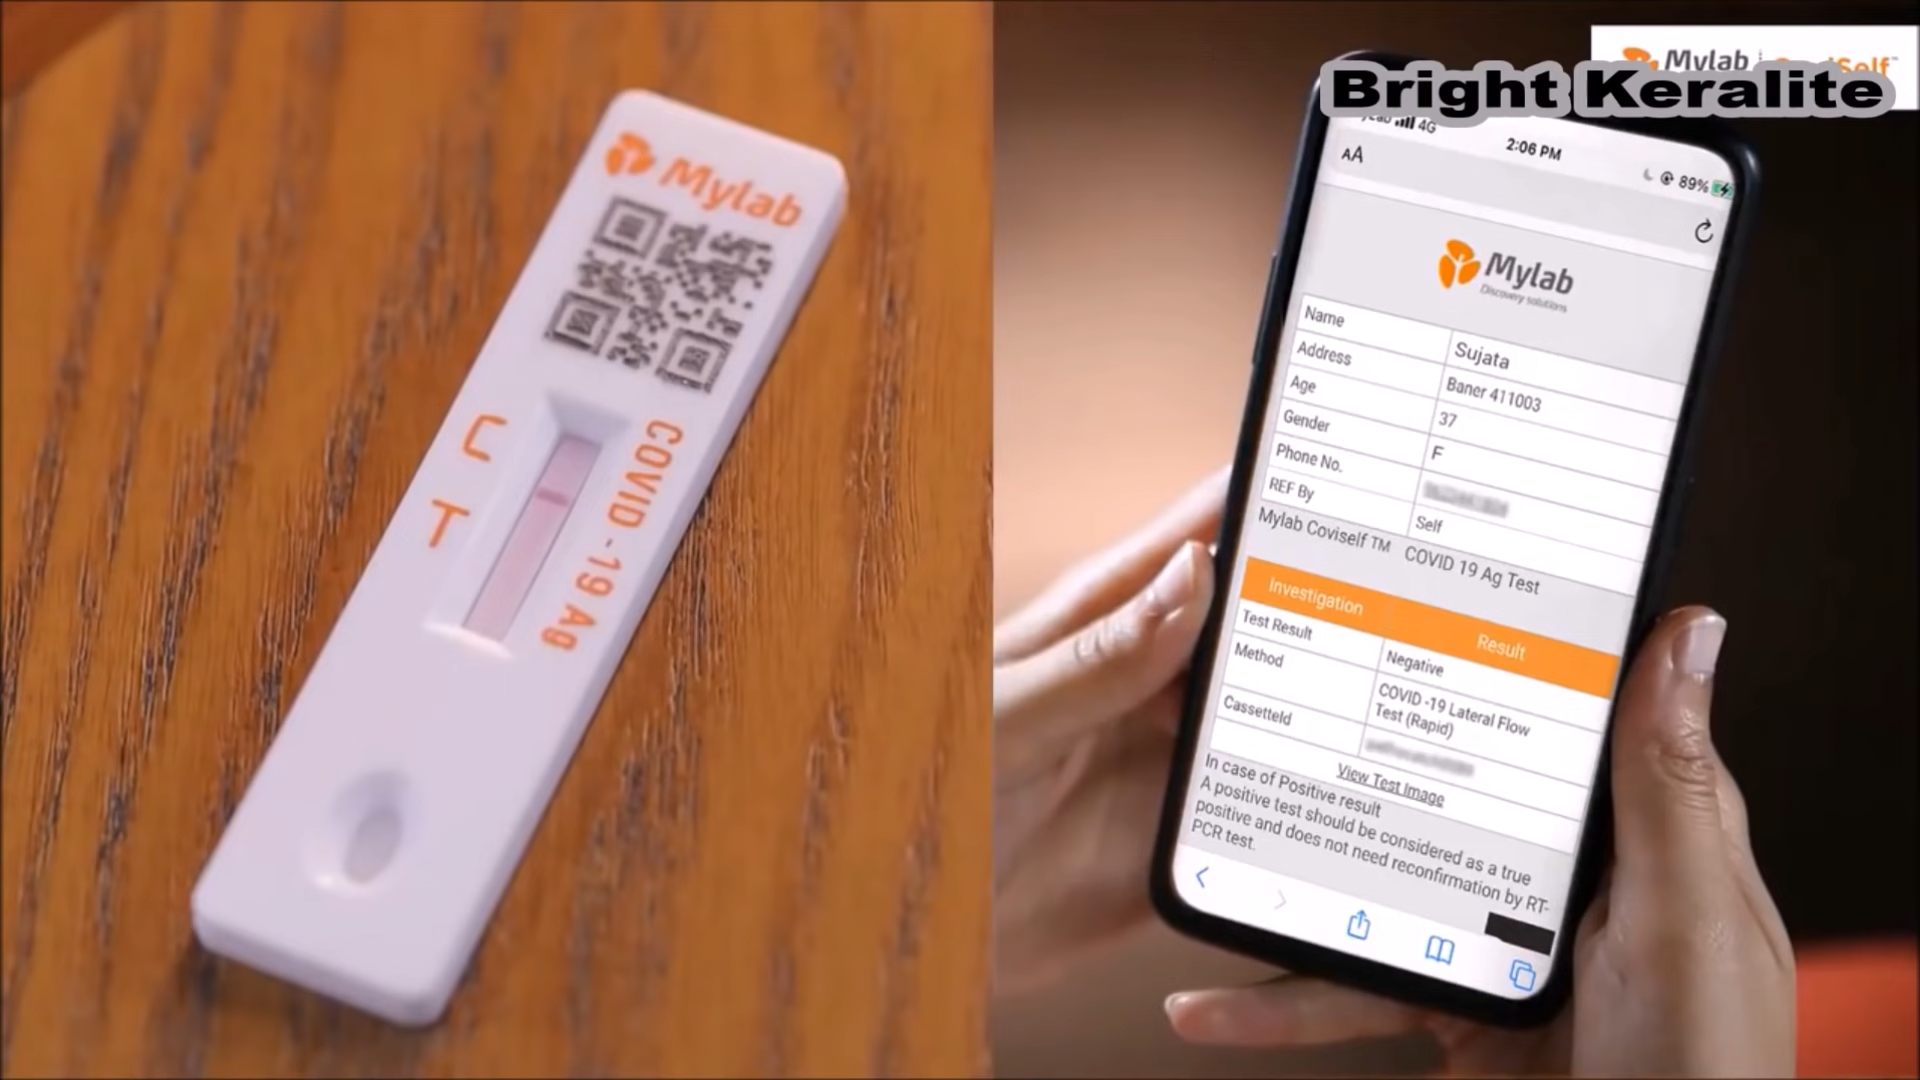 Mylab
C
T
COVID-19 Ag
Mylab
Bright Keralite
4G
2:06 PM
89%
AA
Mylab
Discovery solutions
Name Sujata
Address Baner 411003
Age 37
Gender F
Phone No.
REF By Self
Mylab Coviself TM COVID 19 Ag Test
Investigation Result
Test Result Negative
Method COVID -19 Lateral Flow
Test (Rapid)
CassetteId
View Test Image
In case of Positive result
A positive test should be considered as a true
positive and does not need reconfirmation by RT-
PCR test.